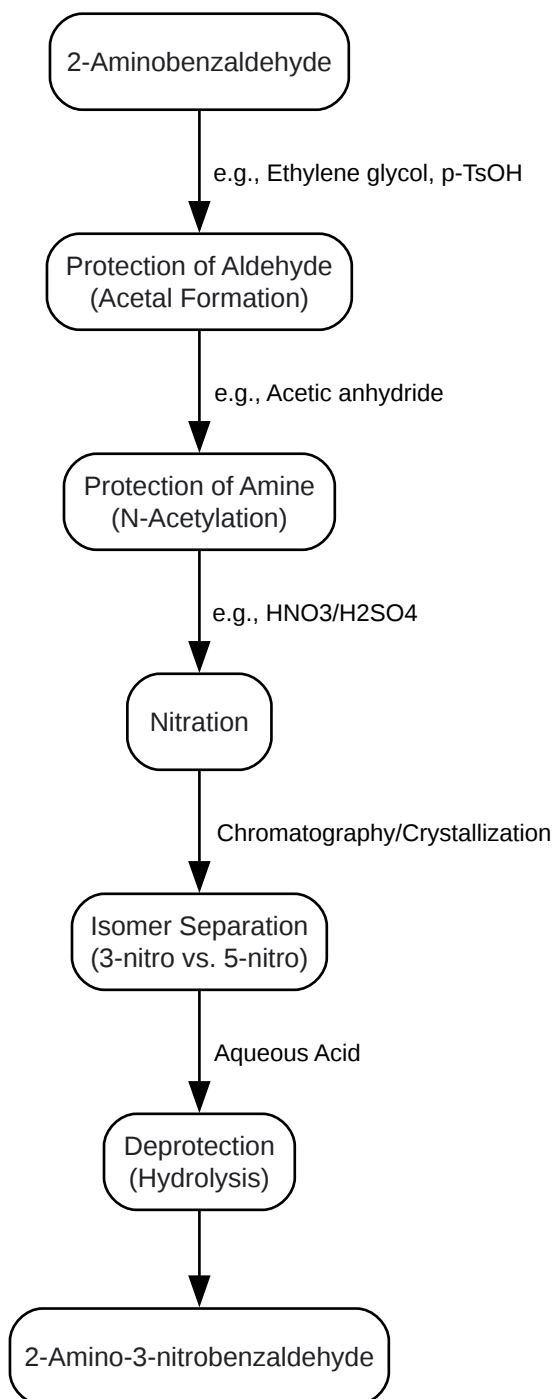 2-Aminobenzaldehyde
e.g., Ethylene glycol, p-TsOH
Protection of Aldehyde
(Acetal Formation)
e.g., Acetic anhydride
Protection of Amine
(N-Acetylation)
e.g., HNO3/H2SO4
Nitration
Chromatography/Crystallization
Isomer Separation
(3-nitro vs. 5-nitro)
Aqueous Acid
Deprotection
(Hydrolysis)
2-Amino-3-nitrobenzaldehyde